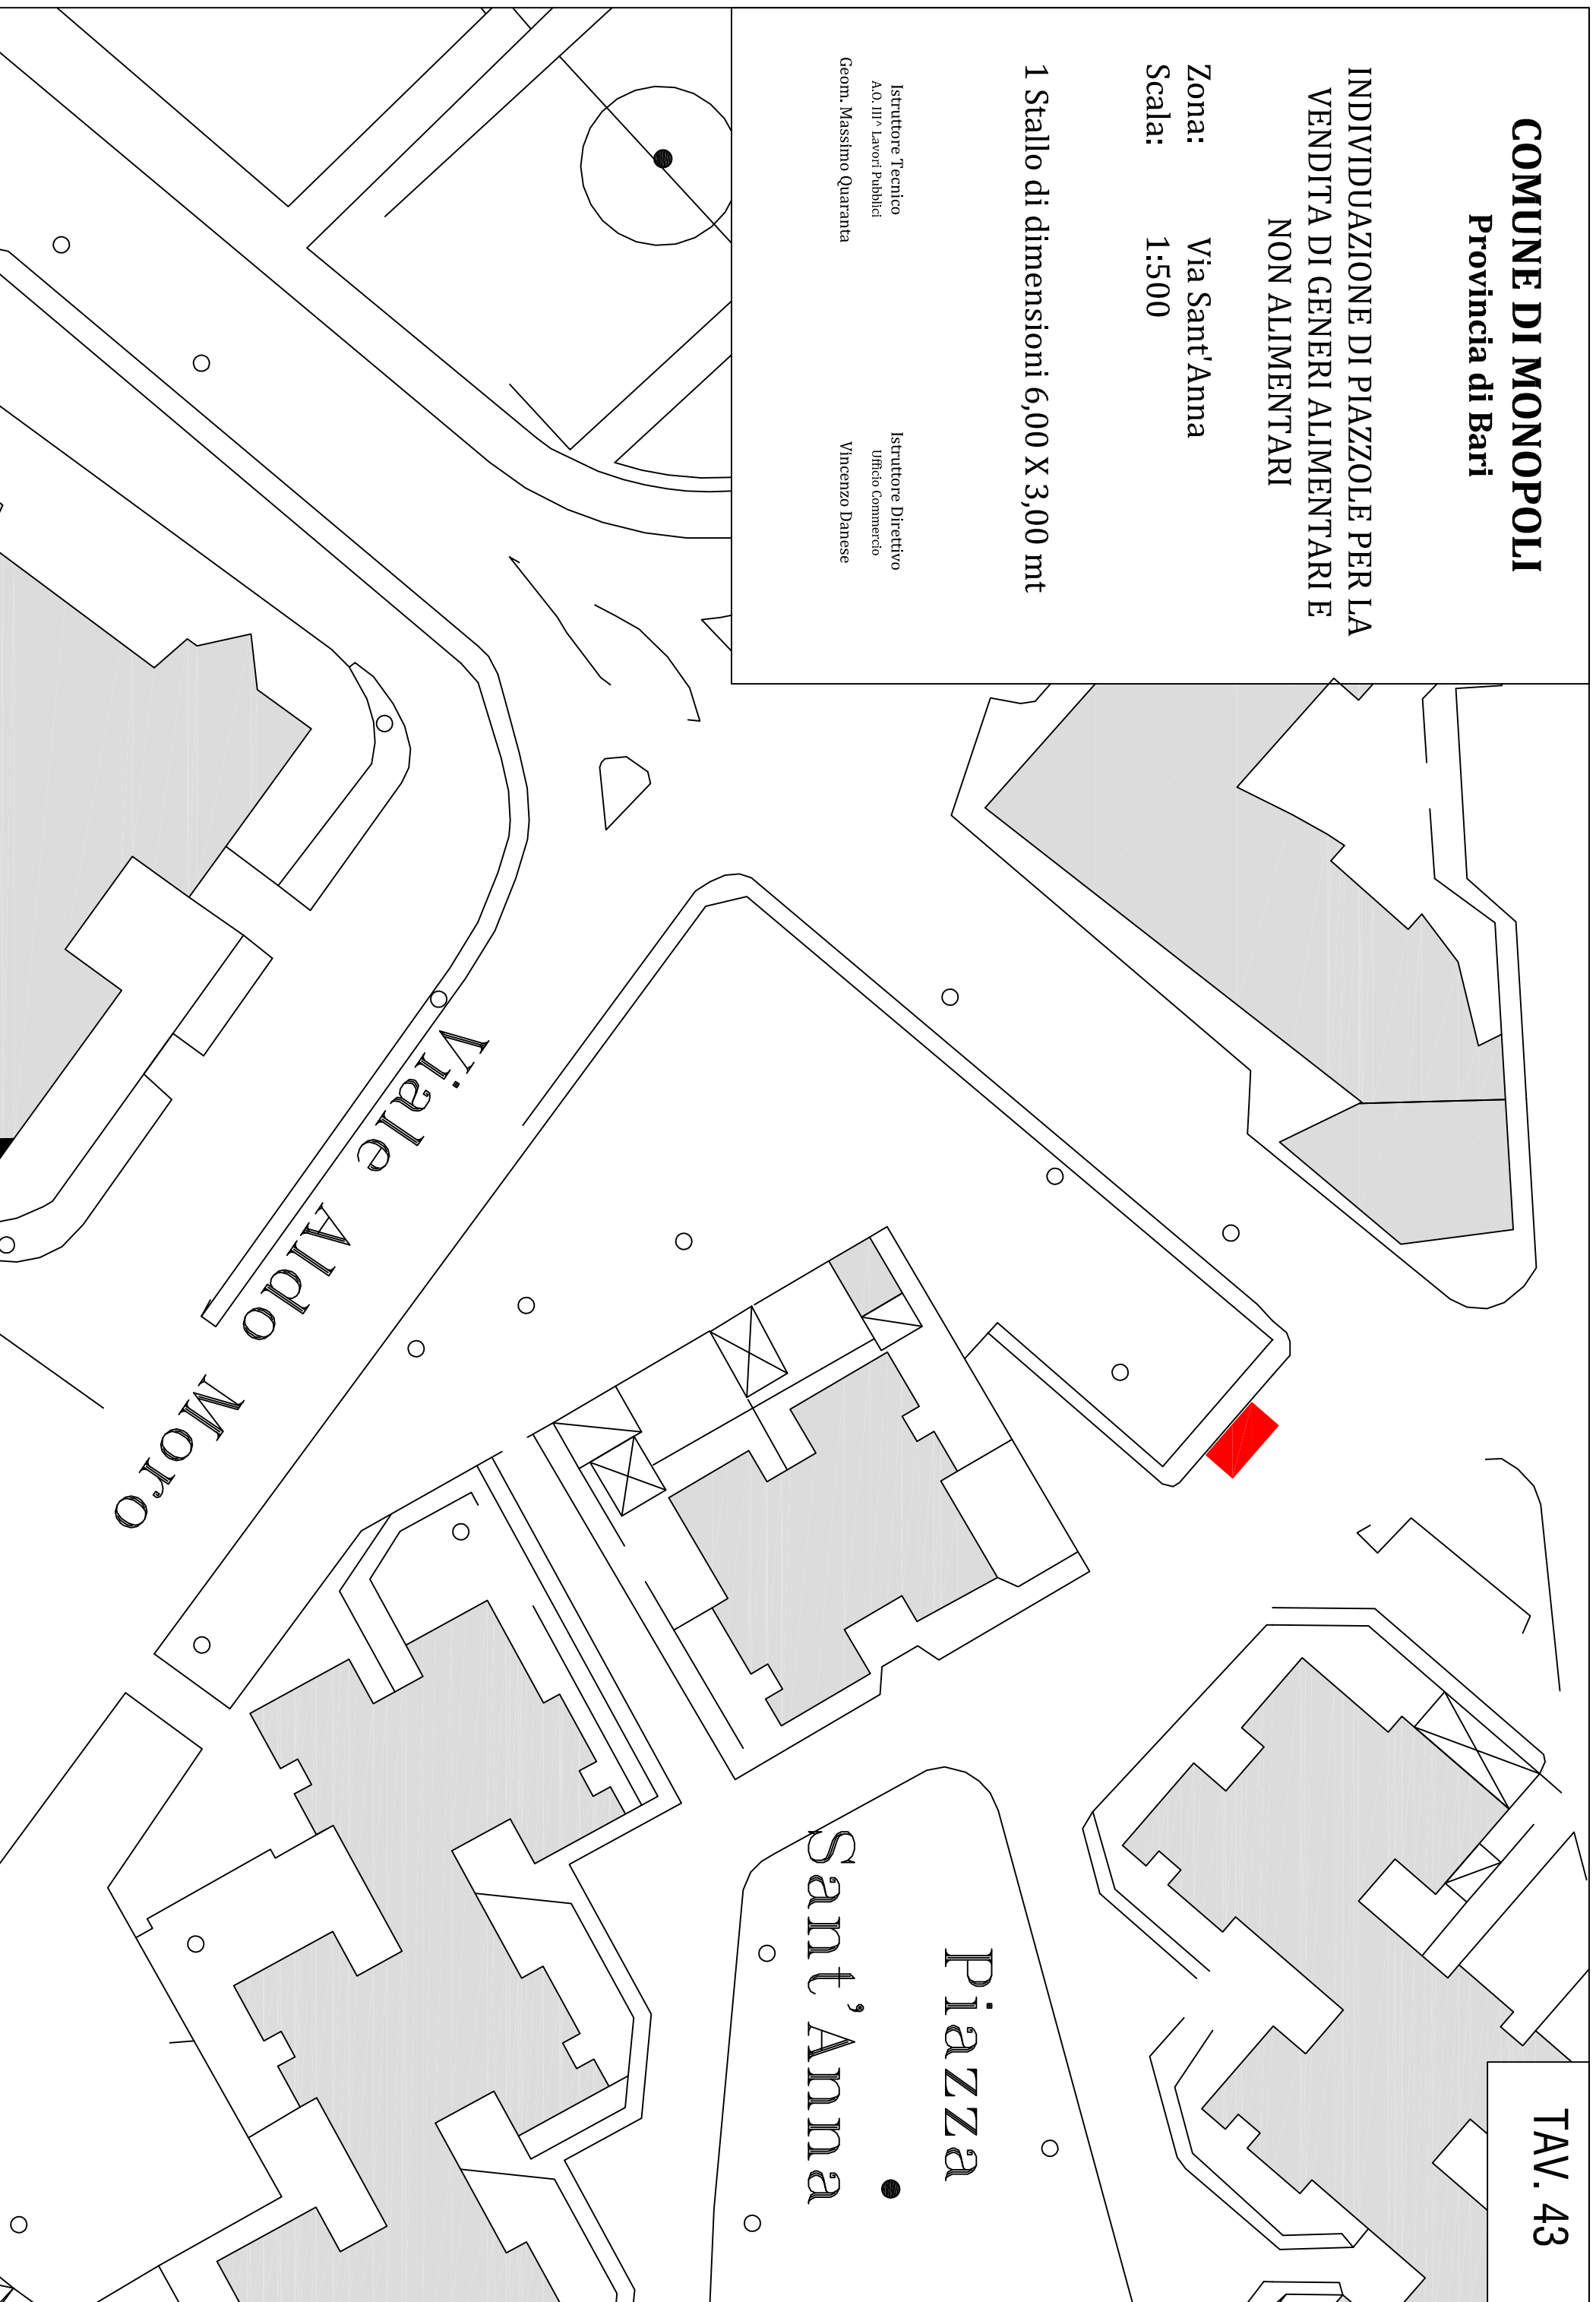 COMUNE DI MONOPOLI
Provincia di Bari
INDIVIDUAZIONE DI PIAZZOLE PER LA
VENDITA DI GENERI ALIMENTARI E
NON ALIMENTARI
Zona: Via Sant'Anna
Scala: 1:500
1 Stallo di dimensioni 6,00 X 3,00 mt
Istruttore Tecnico
A.O. III^ Lavori Pubblici
Geom. Massimo Quaranta
Istruttore Direttivo
Ufficio Commercio
Vincenzo Danese
Viale Aldo Moro
Piazza
Sant'Anna
TAV. 43